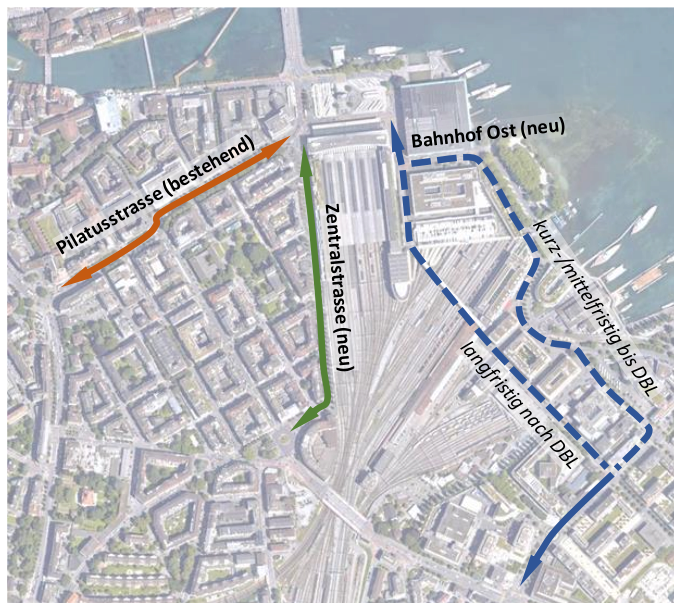 Bahnhof Ost (neu)
Pilatusstrasse (bestehend)
Zentralstrasse (neu)
kurz-/mittelfristig bis DBL
langfristig nach DBL